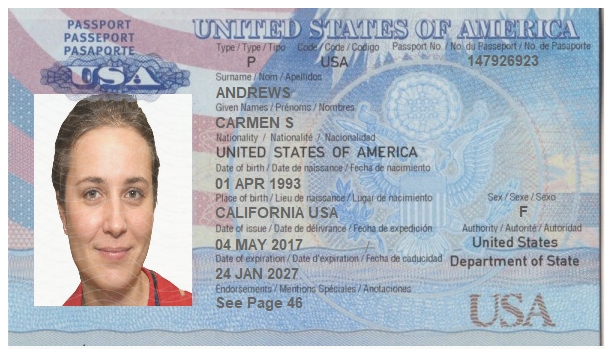 PASSPORT
PASSEPORT
PASAPORTE
USA
UNITED STATES OF AMERICA
Type / Type / Tipo Code / Code / Codigo Passport No. / No. du Passeport / No. de Pasaporte
P USA 147926923
Surname / Nom / Apellidos
ANDREWS
Given Names / Prénoms / Nombres
CARMEN S
Nationality / Nationalité / Nacionalidad
UNITED STATES OF AMERICA
Date of birth / Date de naissance / Fecha de nacimiento
01 APR 1993
Place of birth / Lieu de naissance / Lugar de nacimiento Sex / Sexe / Sexo
CALIFORNIA USA F
Date of issue / Date de délivrance / Fecha de expedición Authority / Autorité / Autoridad
04 MAY 2017 United States
Date of expiration / Date d'expiration / Fecha de caducidad Department of State
24 JAN 2027
Endorsements / Mentions Spéciales / Anotaciones
See Page 46
USA